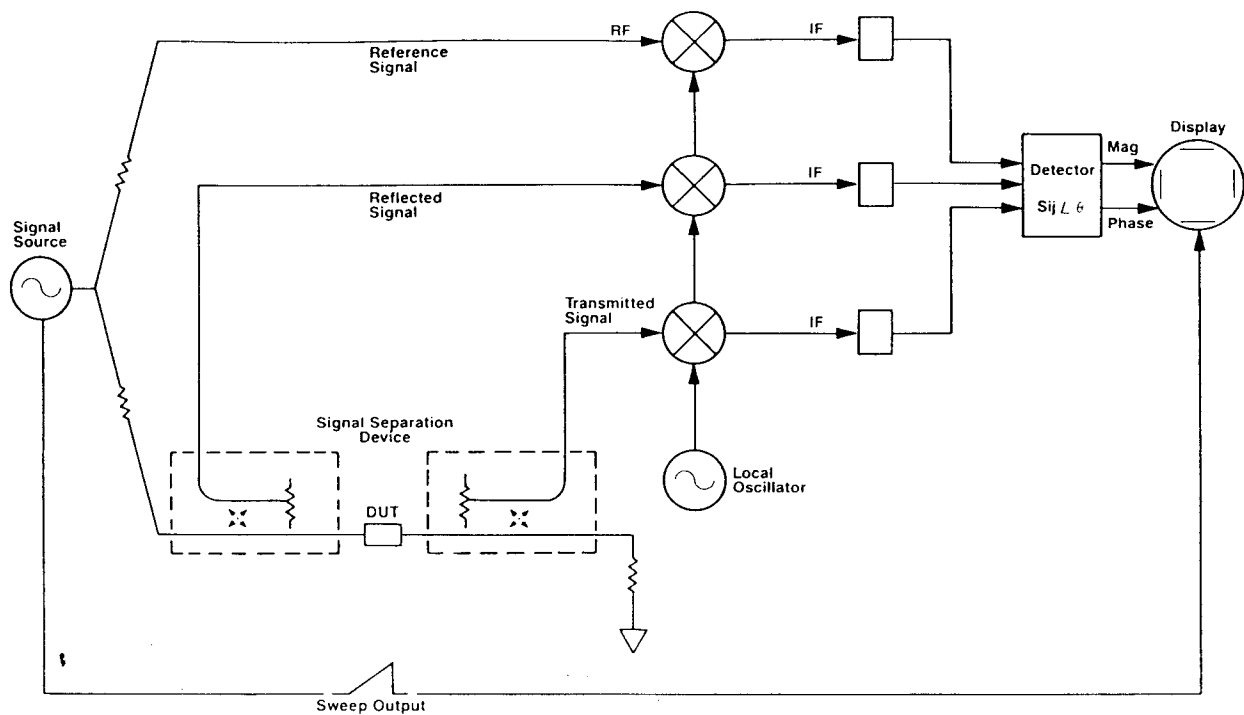 RF
IF
Reference
Signal
Display
Mag
Detector
Sij ∠ θ
Phase
IF
Reflected
Signal
Signal
Source
Transmitted
Signal
IF
Signal Separation
Device
Local
Oscillator
DUT
Sweep Output